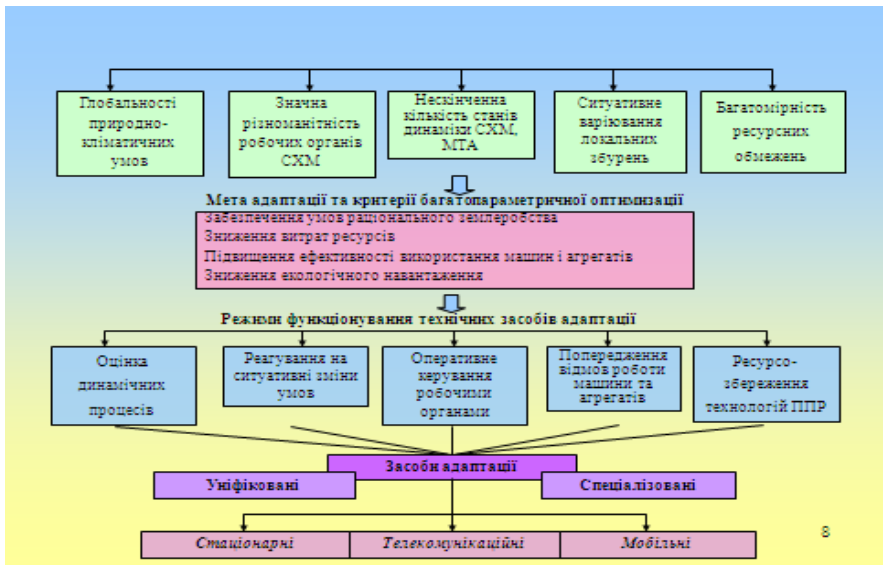 Глобальності
природно-
кліматичних
умов
Значна
різноманітність
робочих органів
СХМ
Нескінченна
кількість станів
динаміки СХМ,
МТА
Ситуативне
варіювання
локальних
збурень
Багатомірність
ресурсних
обмежень
Мета адаптації та критерії багатопараметричної оптимизації
Забезпечення умов раціонального землеробства
Зниження витрат ресурсів
Підвищення ефективності використання машин і агрегатів
Зниження екологічного навантаження
Режими функціонування технічних засобів адаптації
Оцінка
динамічних
процесів
Реагування на
ситуативні зміни
умов
Оперативне
керування
робочими
органами
Попередження
відмов роботи
машини та
агрегатів
Ресурсо-
збереження
технологій ППР
Засоби адаптації
Уніфіковані
Спеціалізовані
Стаціонарні
Телекомунікаційні
Мобільні
8